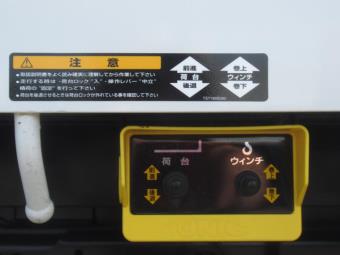 注意
●取扱説明書をよく読み確実に理解してから作業して下さい
●走行する時は・荷台ロック"入"・操作レバー"中立"
積荷の"固定"を行って下さい
●荷台を後退させるときは荷台ロックが外れている事を確認して下さい
前進
荷台
後退
巻上
ウィンチ
巻下
荷台
ウィンチ